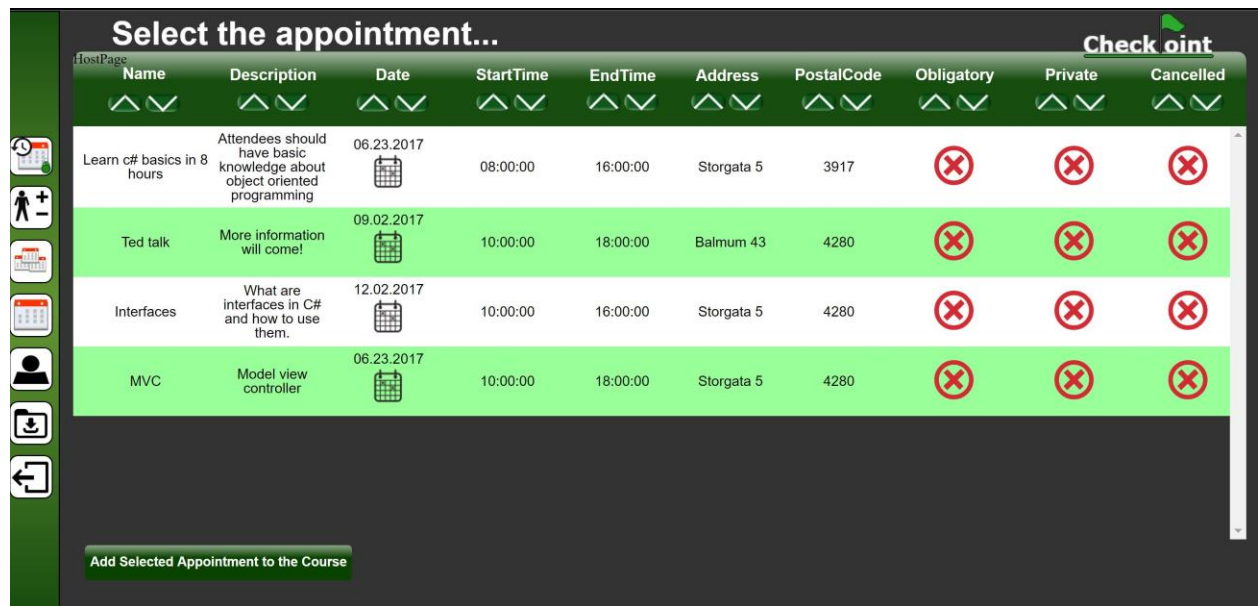 Select the appointment...
Check oint
HostPage
Name Description Date StartTime EndTime Address PostalCode Obligatory Private Cancelled
Learn c# basics in 8
hours
Attendees should
have basic
knowledge about
object oriented
programming
06.23.2017
08:00:00
16:00:00
Storgata 5
3917
Ted talk
More information
will come!
09.02.2017
10:00:00
18:00:00
Balmum 43
4280
Interfaces
What are
interfaces in C#
and how to use
them.
12.02.2017
10:00:00
16:00:00
Storgata 5
4280
MVC
Model view
controller
06.23.2017
10:00:00
18:00:00
Storgata 5
4280
Add Selected Appointment to the Course